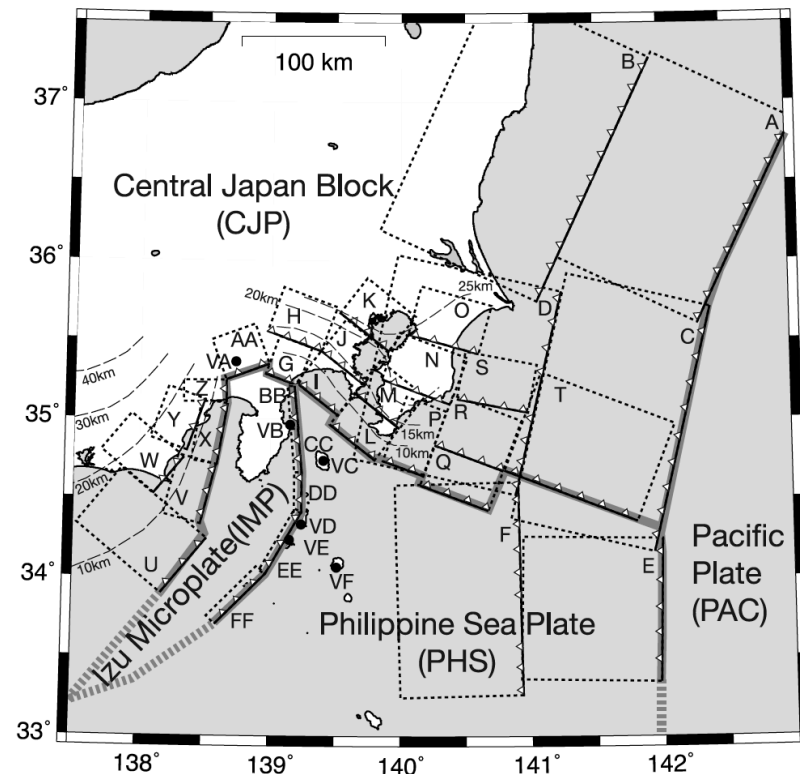 100 km
B
37°
A
Central Japan Block
(CJP)
36°
20km
25km
K
H
O
D
J
C
AA
N
VA
G
S
40km
I
Z
BB
M
T
35°
30km
Y
P
R
X
VB
15km
L
CC
10km
W
VC
Q
20km
V
DD
Izu Microplate(IMP)
VD
F
VE
Pacific
Plate
(PAC)
10km
U
EE
E
34°
VF
FF
Philippine Sea Plate
(PHS)
33°
138° 139° 140° 141° 142°